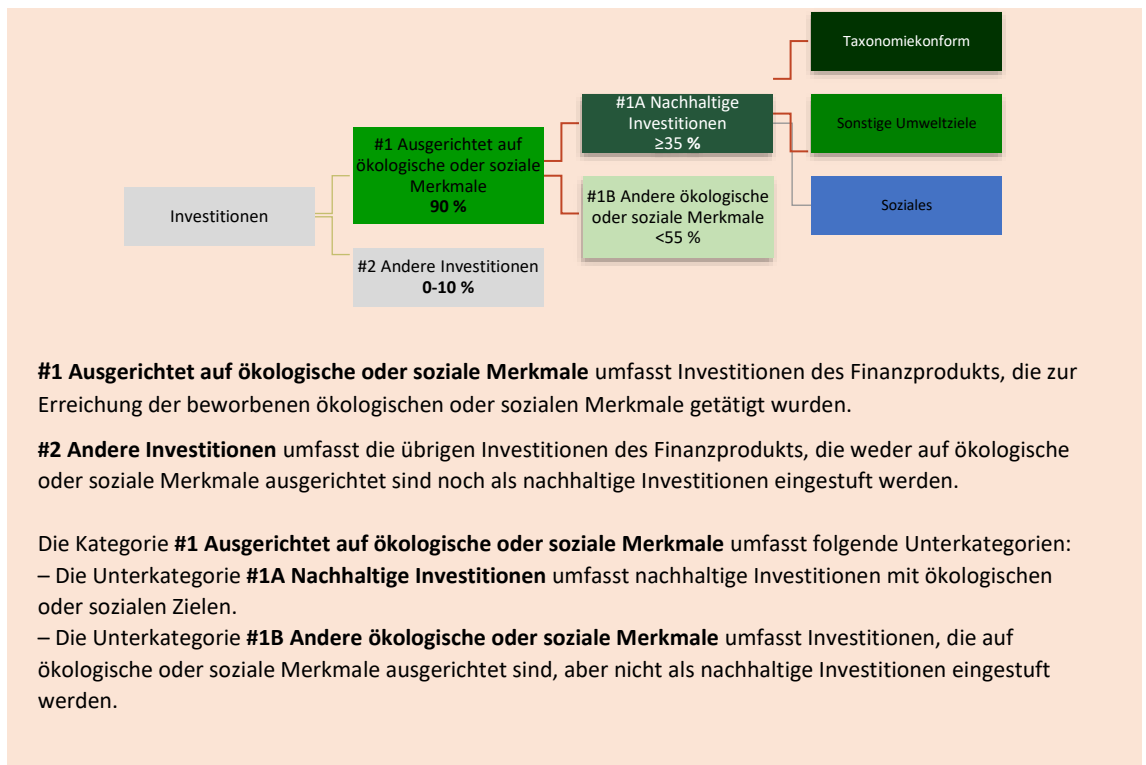 Taxonomiekonform
#1A Nachhaltige
Investitionen
≥35 %
Sonstige Umweltziele
#1 Ausgerichtet auf
ökologische oder soziale
Merkmale
90 %
#1B Andere ökologische
oder soziale Merkmale
<55 %
Soziales
Investitionen
#2 Andere Investitionen
0-10 %
#1 Ausgerichtet auf ökologische oder soziale Merkmale umfasst Investitionen des Finanzprodukts, die zur
Erreichung der beworbenen ökologischen oder sozialen Merkmale getätigt wurden.
#2 Andere Investitionen umfasst die übrigen Investitionen des Finanzprodukts, die weder auf ökologische
oder soziale Merkmale ausgerichtet sind noch als nachhaltige Investitionen eingestuft werden.
Die Kategorie #1 Ausgerichtet auf ökologische oder soziale Merkmale umfasst folgende Unterkategorien:
– Die Unterkategorie #1A Nachhaltige Investitionen umfasst nachhaltige Investitionen mit ökologischen
oder sozialen Zielen.
– Die Unterkategorie #1B Andere ökologische oder soziale Merkmale umfasst Investitionen, die auf
ökologische oder soziale Merkmale ausgerichtet sind, aber nicht als nachhaltige Investitionen eingestuft
werden.